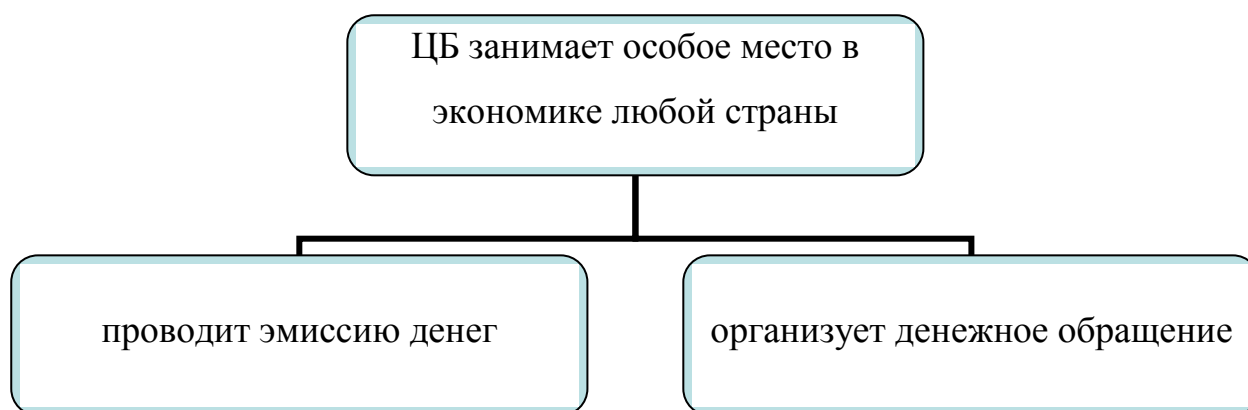 ЦБ занимает особое место в
экономике любой страны
проводит эмиссию денег
организует денежное обращение